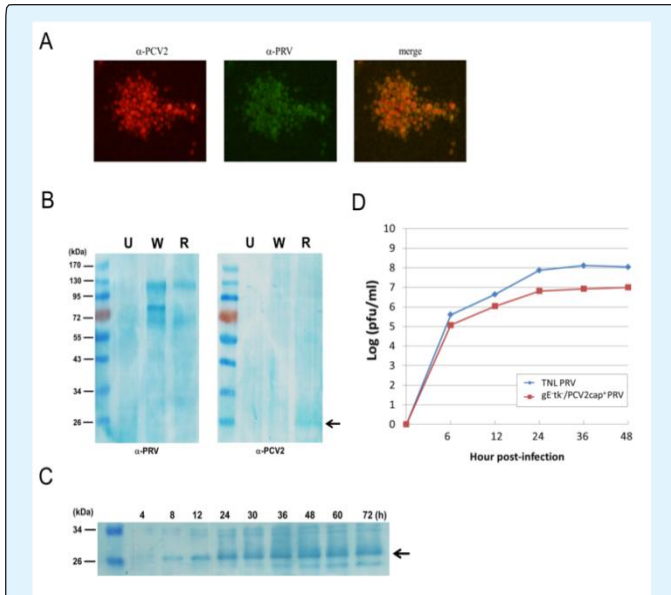 A
α-PCV2 α-PRV merge
B
U W R U W R
(kDa)
170
130
95
72
55
43
34
26
α-PRV α-PCV2
C
(kDa) 4 8 12 24 30 36 48 60 72 (h)
34
26
D
Log (pfu/ml)
10
9
8
7
6
5
4
3
2
1
0
TNL PRV
gE⁻tk⁻/PCV2cap⁺ PRV
6 12 24 36 48
Hour post-infection